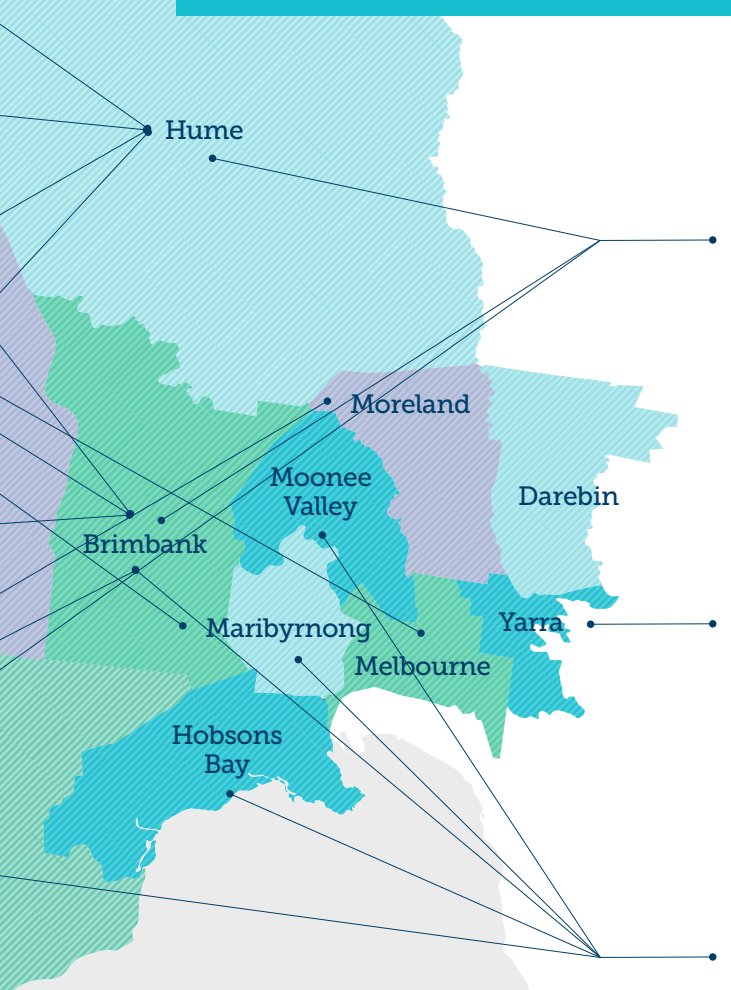 Hume
Moreland
Moonee
Valley
Darebin
Brimbank
Maribyrnong
Yarra
Melbourne
Hobsons
Bay